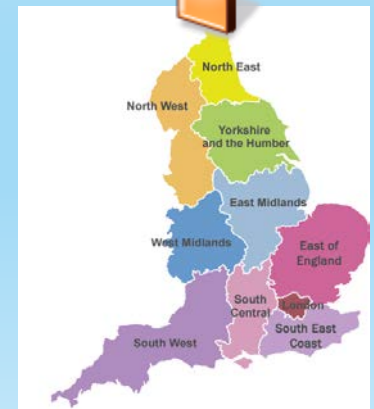 North East
North West
Yorkshire
and the Humber
East Midlands
West Midlands
East of
England
South
Central
London
South East
Coast
South West